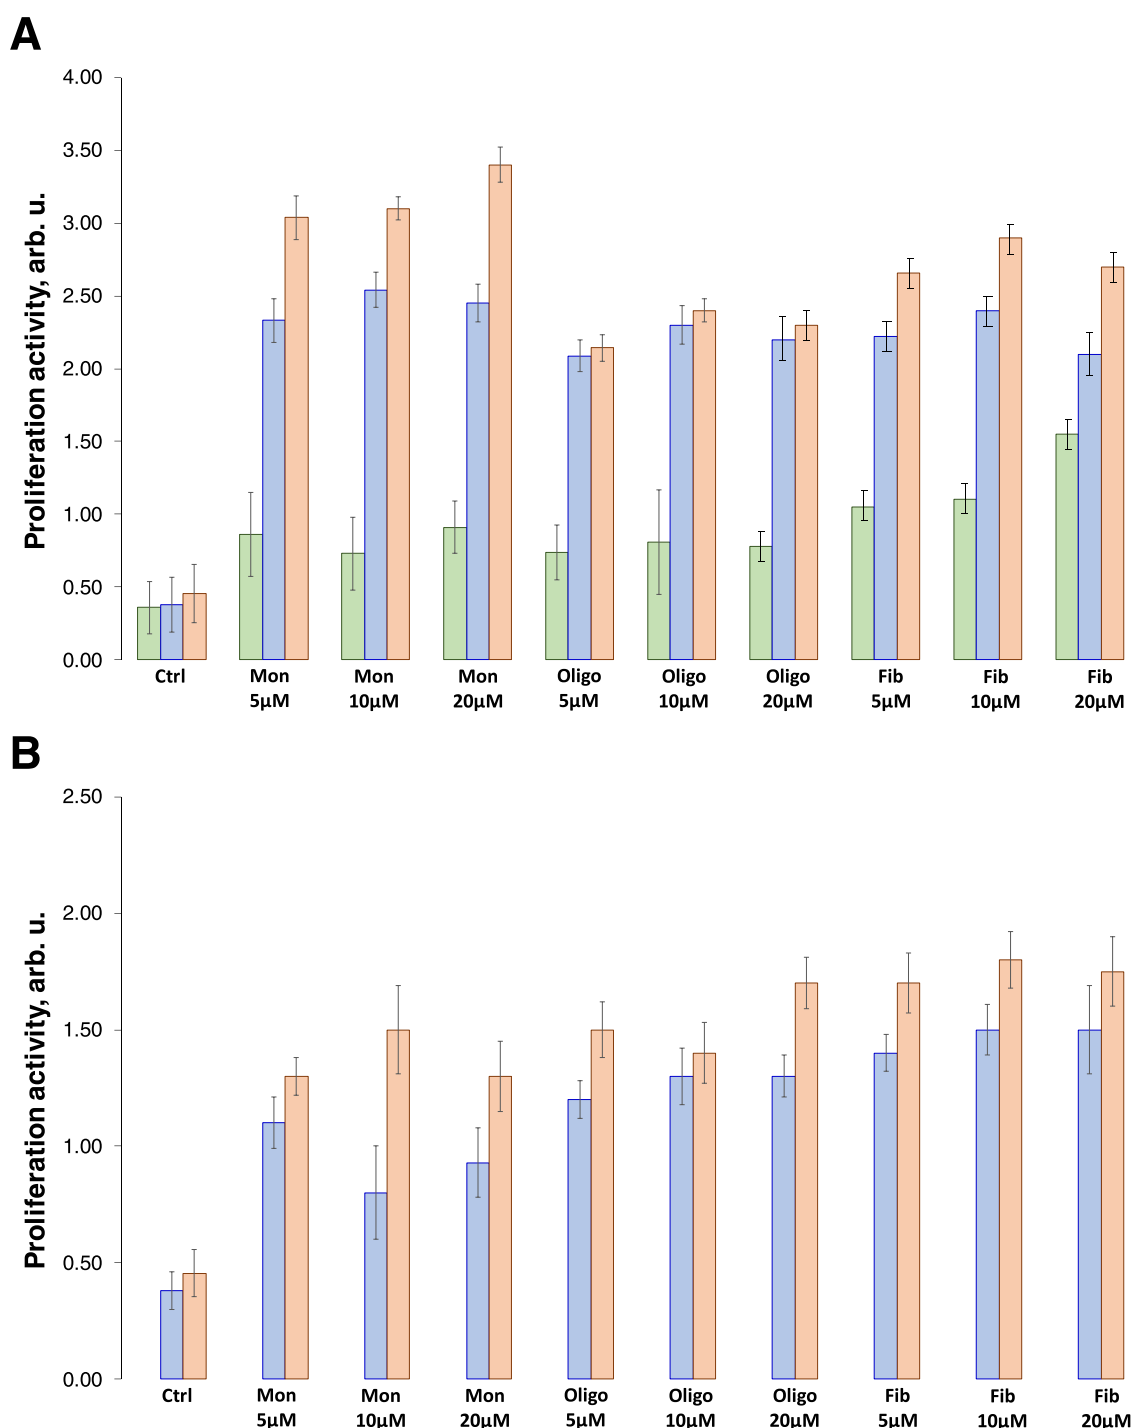 A
4.00
3.50
3.00
2.50
2.00
1.50
1.00
0.50
0.00
Proliferation activity, arb. u.
Ctrl Mon Mon Mon Oligo Oligo Oligo Fib Fib Fib
5µM 10µM 20µM 5µM 10µM 20µM 5µM 10µM 20µM
B
2.50
2.00
1.50
1.00
0.50
0.00
Proliferation activity, arb. u.
Ctrl Mon Mon Mon Oligo Oligo Oligo Fib Fib Fib
5µM 10µM 20µM 5µM 10µM 20µM 5µM 10µM 20µM